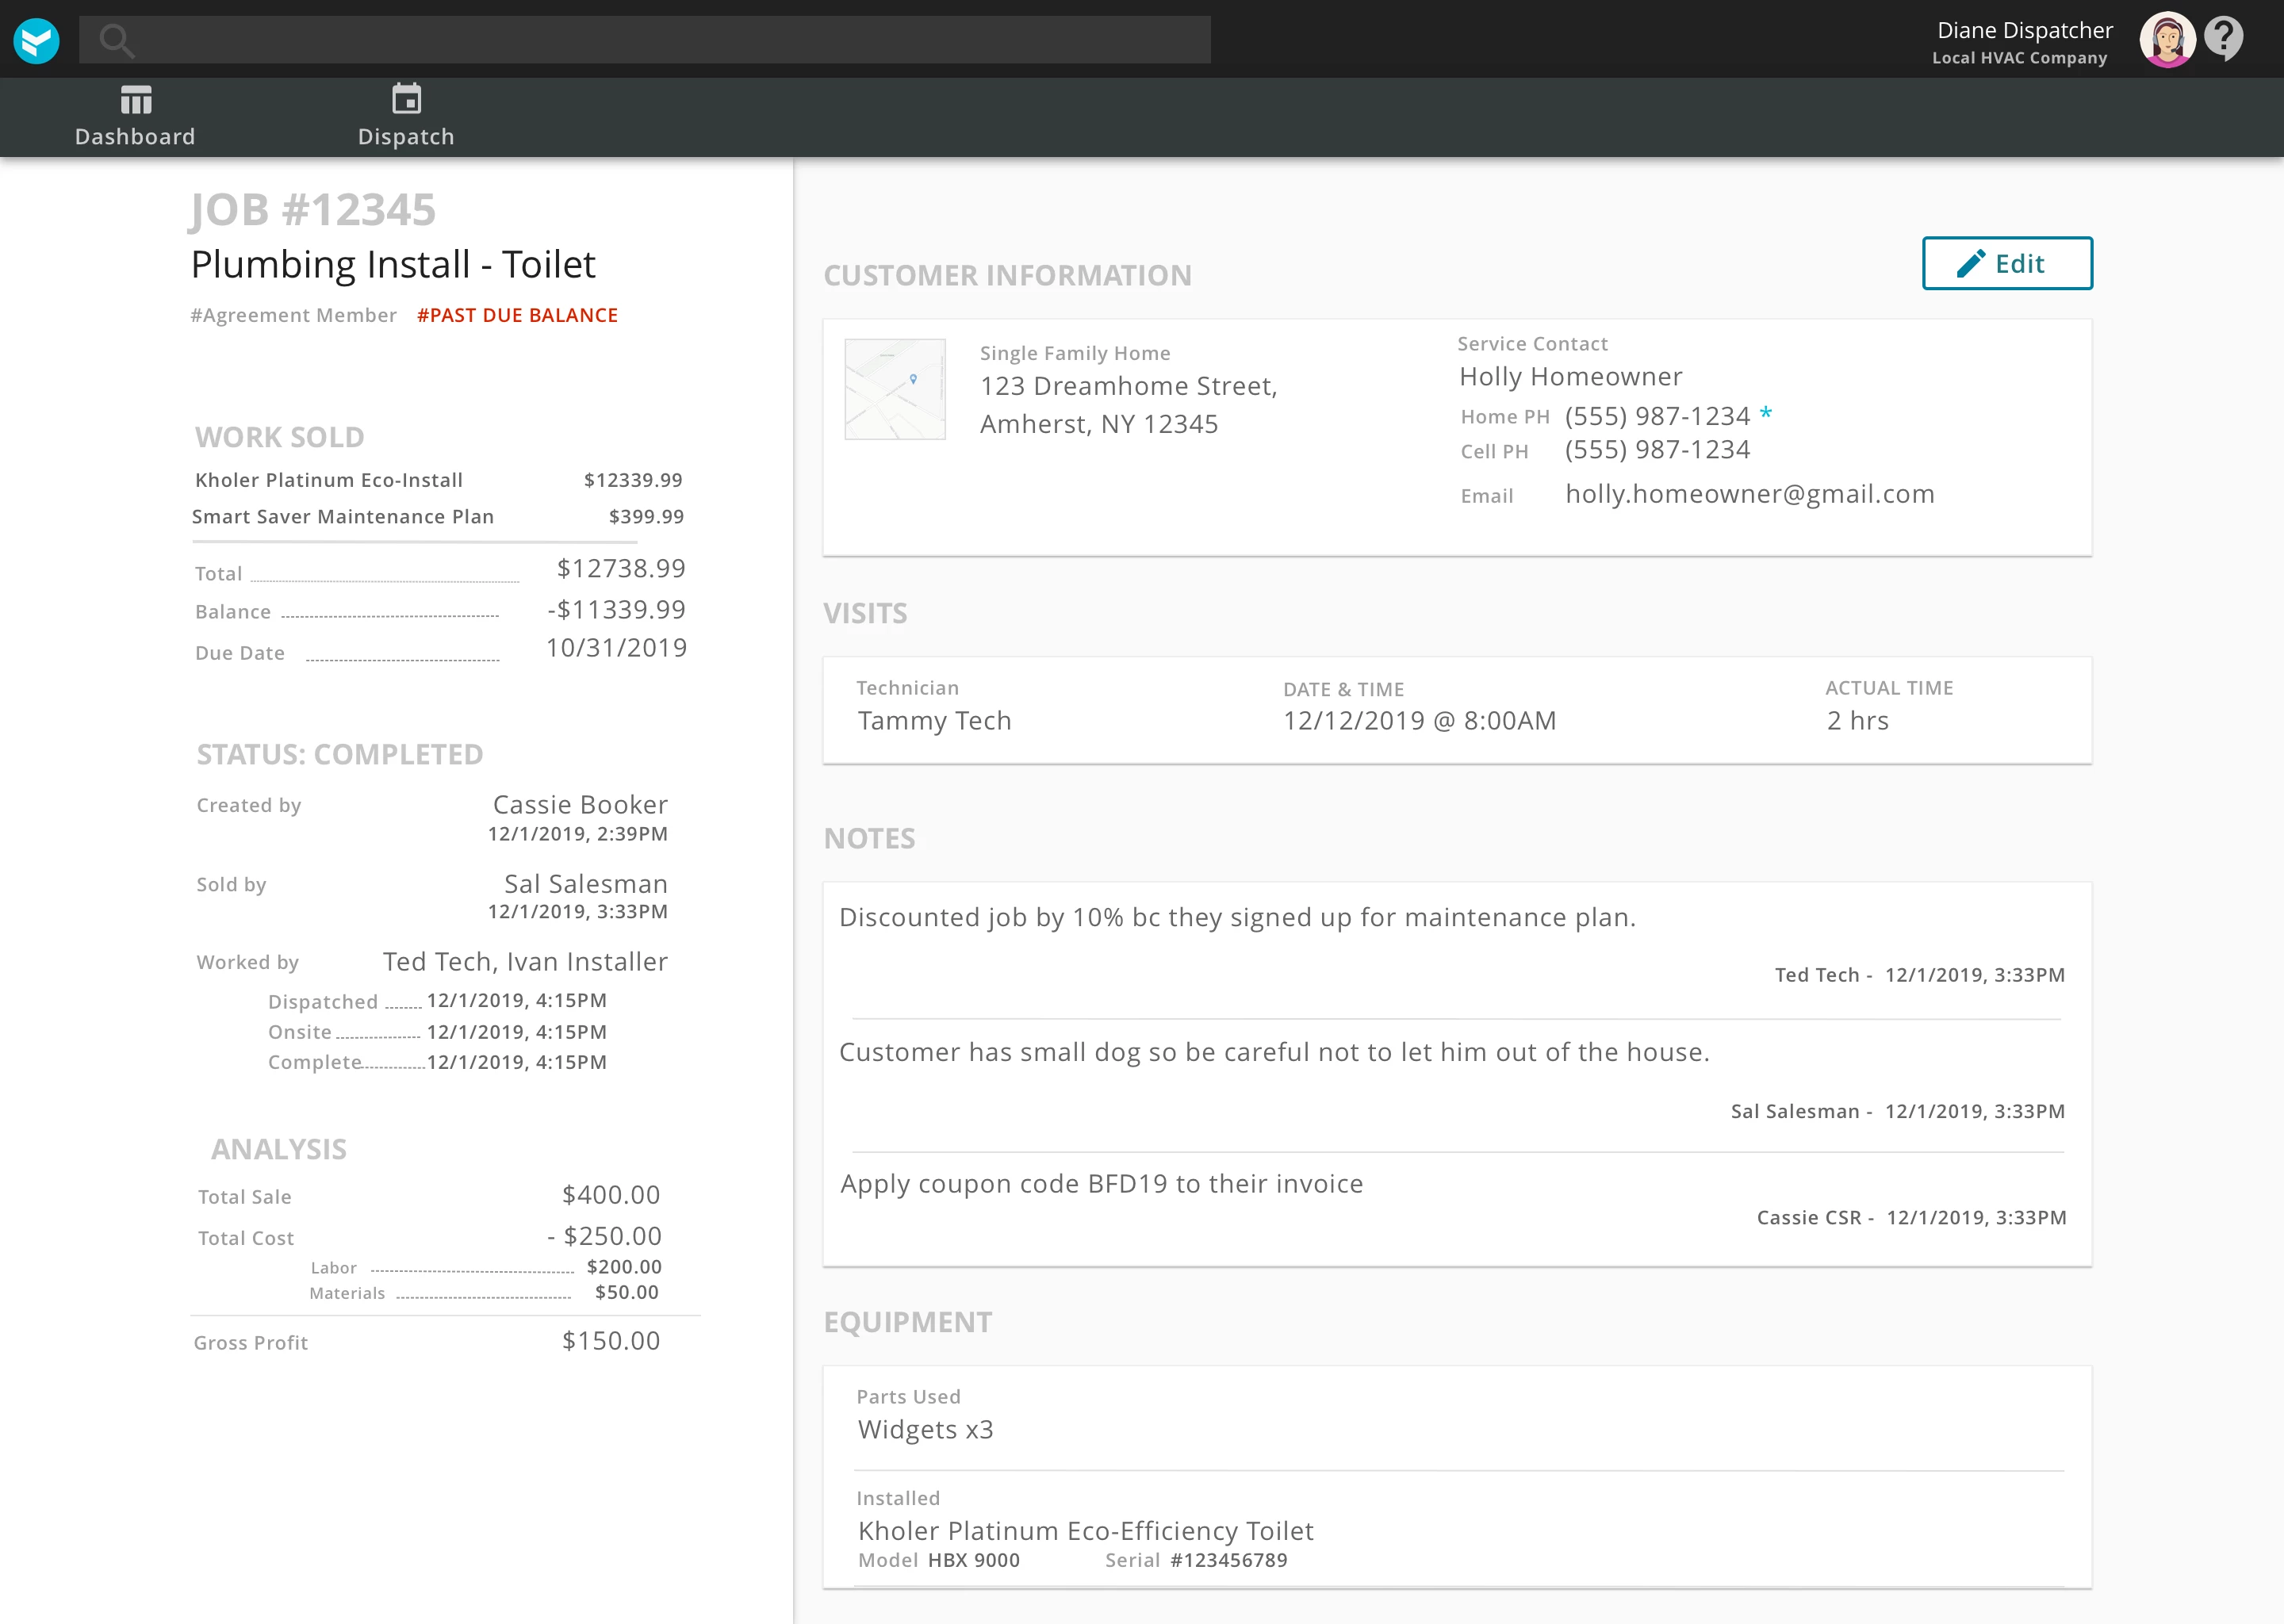 Diane Dispatcher
Local HVAC Company
Dashboard
Dispatch
JOB #12345
Plumbing Install - Toilet
#Agreement Member #PAST DUE BALANCE
WORK SOLD
Kholer Platinum Eco-Install $12339.99
Smart Saver Maintenance Plan $399.99
Total $12738.99
Balance -$11339.99
Due Date 10/31/2019
STATUS: COMPLETED
Created by Cassie Booker
12/1/2019, 2:39PM
Sold by Sal Salesman
12/1/2019, 3:33PM
Worked by Ted Tech, Ivan Installer
Dispatched 12/1/2019, 4:15PM
Onsite 12/1/2019, 4:15PM
Complete 12/1/2019, 4:15PM
ANALYSIS
Total Sale $400.00
Total Cost - $250.00
Labor $200.00
Materials $50.00
Gross Profit $150.00
CUSTOMER INFORMATION
Edit
Single Family Home
123 Dreamhome Street,
Amherst, NY 12345
Service Contact
Holly Homeowner
Home PH (555) 987-1234 *
Cell PH (555) 987-1234
Email holly.homeowner@gmail.com
VISITS
Technician DATE & TIME ACTUAL TIME
Tammy Tech 12/12/2019 @ 8:00AM 2 hrs
NOTES
Discounted job by 10% bc they signed up for maintenance plan.
Ted Tech - 12/1/2019, 3:33PM
Customer has small dog so be careful not to let him out of the house.
Sal Salesman - 12/1/2019, 3:33PM
Apply coupon code BFD19 to their invoice
Cassie CSR - 12/1/2019, 3:33PM
EQUIPMENT
Parts Used
Widgets x3
Installed
Kholer Platinum Eco-Efficiency Toilet
Model HBX 9000 Serial #123456789